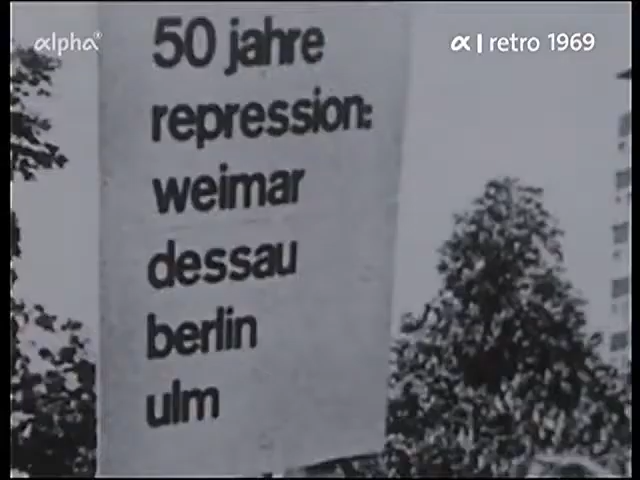 alpha
α | retro 1969
50 jahre
repression:
weimar
dessau
berlin
ulm